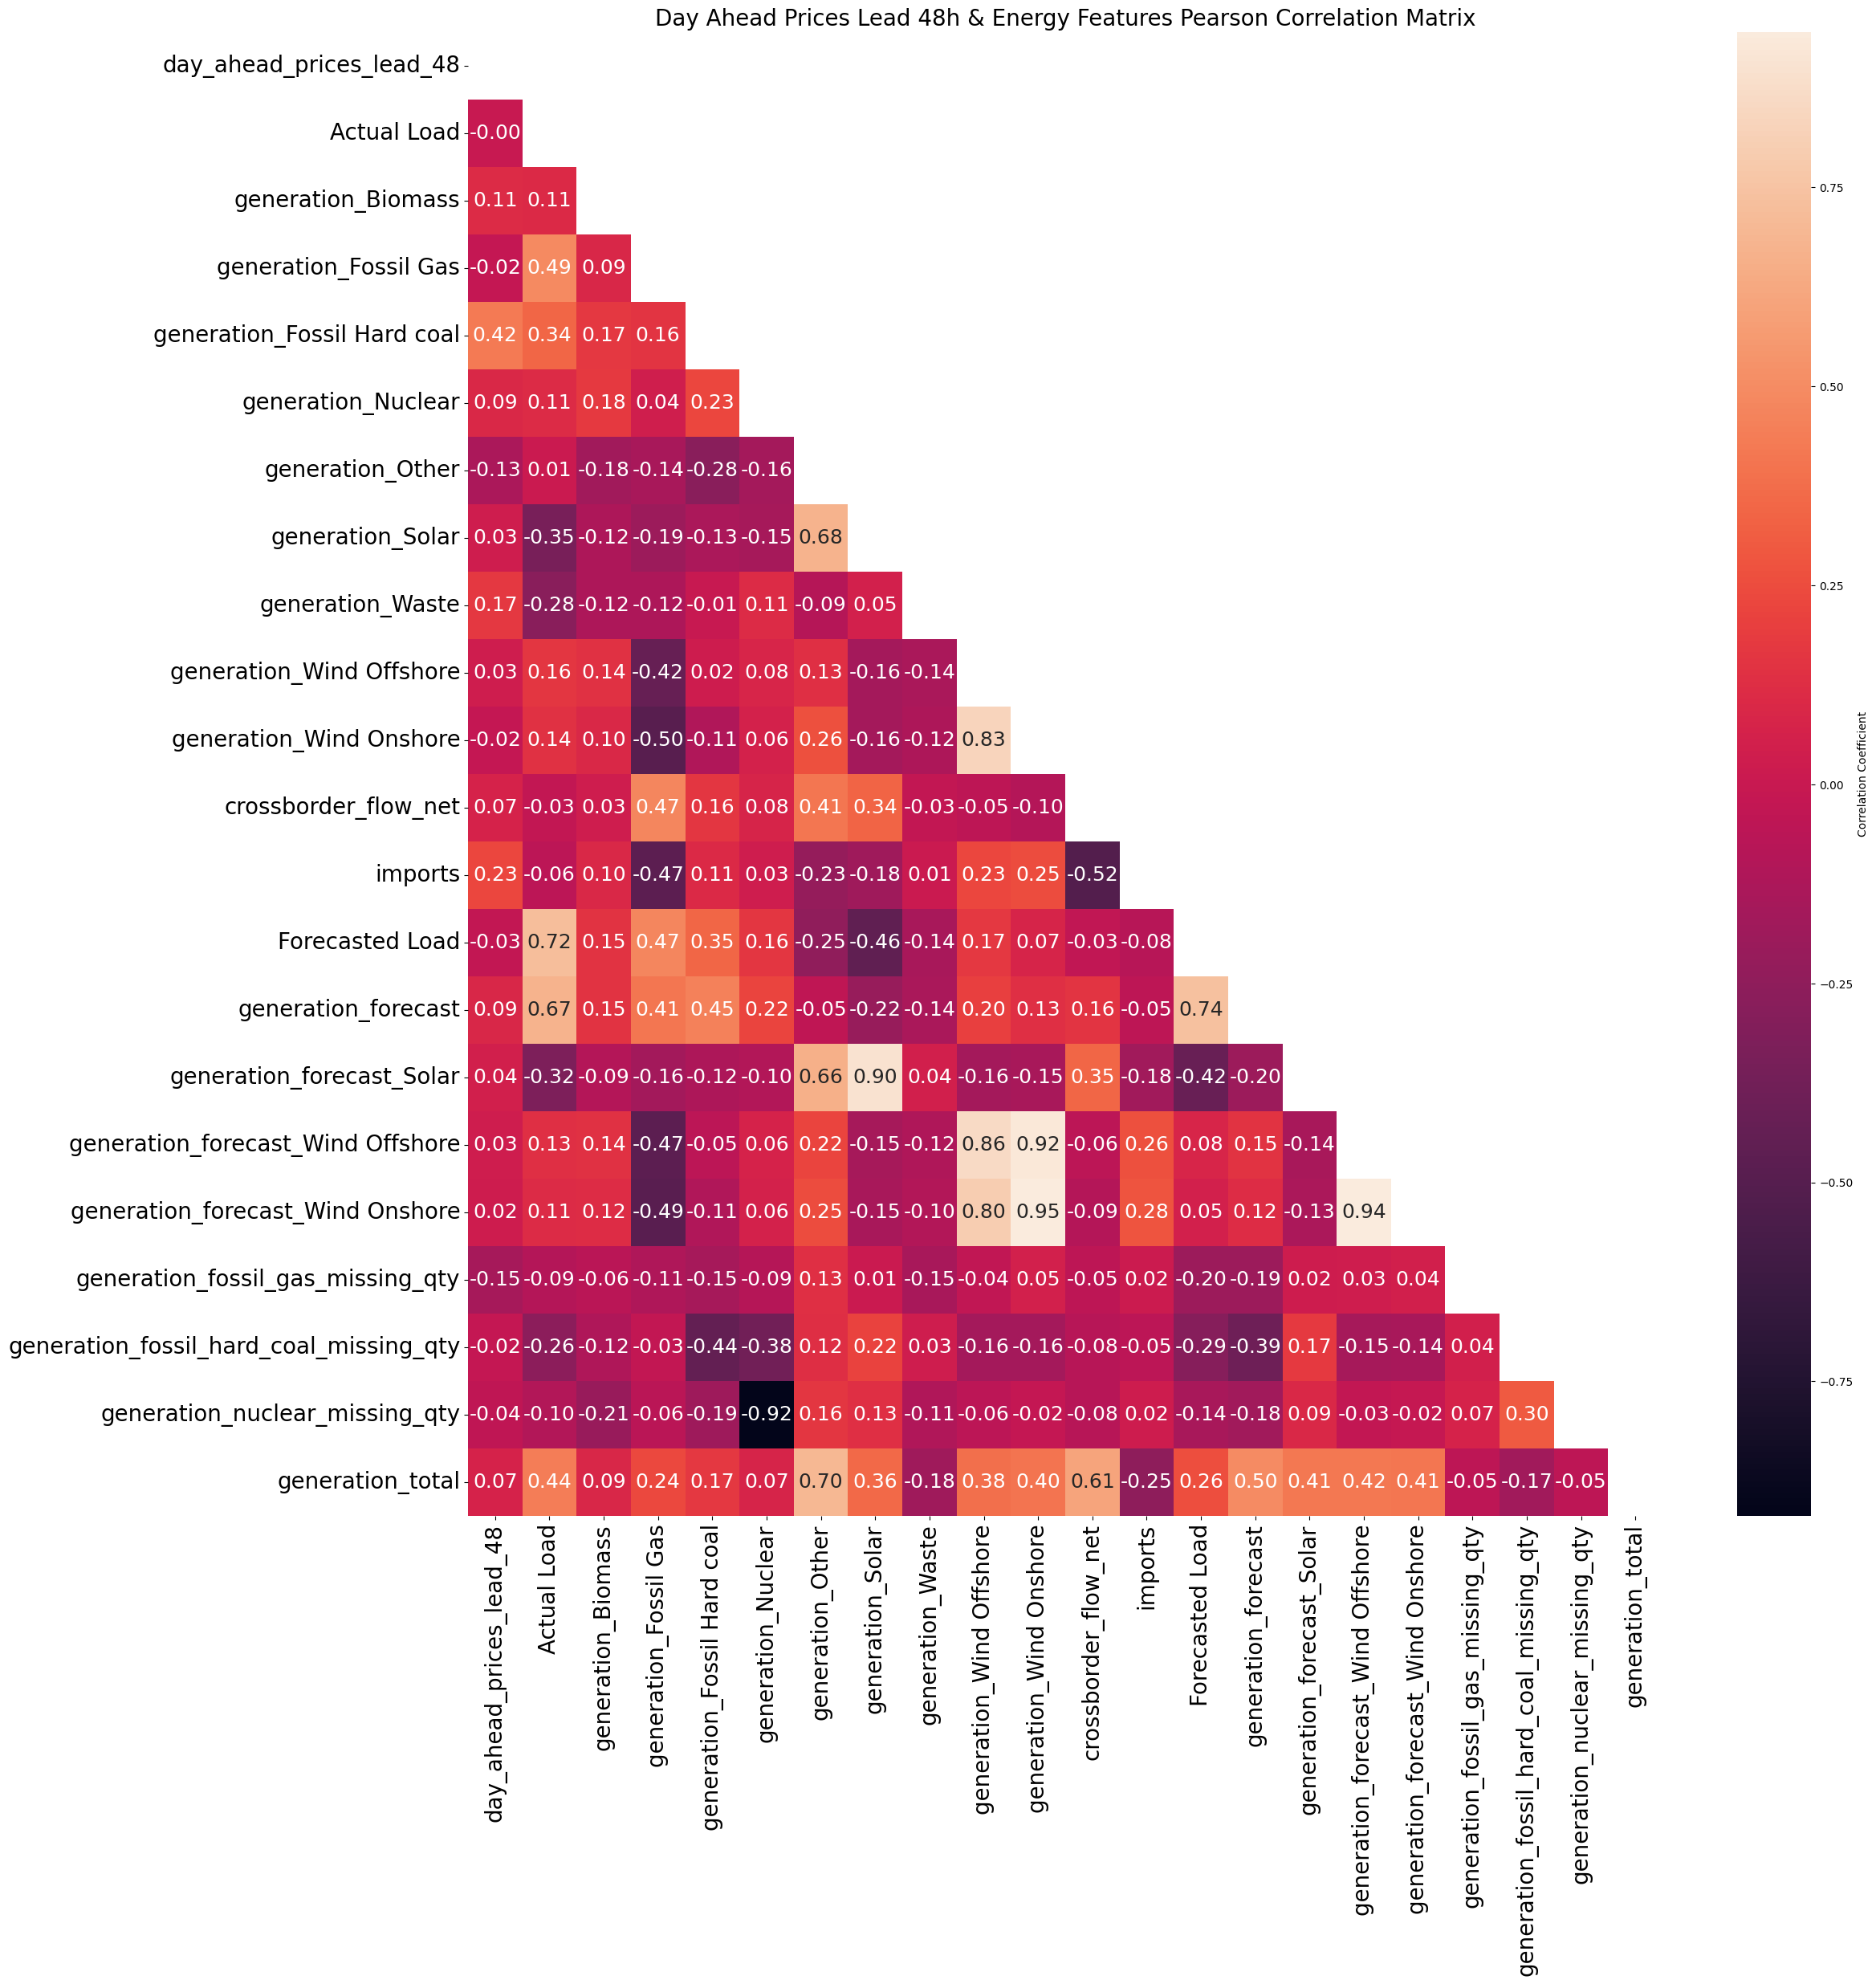 Day Ahead Prices Lead 48h & Energy Features Pearson Correlation Matrix
day_ahead_prices_lead_48
Actual Load -0.00
generation_Biomass 0.11 0.11
generation_Fossil Gas -0.02 0.49 0.09
generation_Fossil Hard coal 0.42 0.34 0.17 0.16
generation_Nuclear 0.09 0.11 0.18 0.04 0.23
generation_Other -0.13 0.01 -0.18 -0.14 -0.28 -0.16
generation_Solar 0.03 -0.35 -0.12 -0.19 -0.13 -0.15 0.68
generation_Waste 0.17 -0.28 -0.12 -0.12 -0.01 0.11 -0.09 0.05
generation_Wind Offshore 0.03 0.16 0.14 -0.42 0.02 0.08 0.13 -0.16 -0.14
generation_Wind Onshore -0.02 0.14 0.10 -0.50 -0.11 0.06 0.26 -0.16 -0.12 0.83
crossborder_flow_net 0.07 -0.03 0.03 0.47 0.16 0.08 0.41 0.34 -0.03 -0.05 -0.10
imports 0.23 -0.06 0.10 -0.47 0.11 0.03 -0.23 -0.18 0.01 0.23 0.25 -0.52
Forecasted Load -0.03 0.72 0.15 0.47 0.35 0.16 -0.25 -0.46 -0.14 0.17 0.07 -0.03 -0.08
generation_forecast 0.09 0.67 0.15 0.41 0.45 0.22 -0.05 -0.22 -0.14 0.20 0.13 0.16 -0.05 0.74
generation_forecast_Solar 0.04 -0.32 -0.09 -0.16 -0.12 -0.10 0.66 0.90 0.04 -0.16 -0.15 0.35 -0.18 -0.42 -0.20
generation_forecast_Wind Offshore 0.03 0.13 0.14 -0.47 -0.05 0.06 0.22 -0.15 -0.12 0.86 0.92 -0.06 0.26 0.08 0.15 -0.14
generation_forecast_Wind Onshore 0.02 0.11 0.12 -0.49 -0.11 0.06 0.25 -0.15 -0.10 0.80 0.95 -0.09 0.28 0.05 0.12 -0.13 0.94
generation_fossil_gas_missing_qty -0.15 -0.09 -0.06 -0.11 -0.15 -0.09 0.13 0.01 -0.15 -0.04 0.05 -0.05 0.02 -0.20 -0.19 0.02 0.03 0.04
generation_fossil_hard_coal_missing_qty -0.02 -0.26 -0.12 -0.03 -0.44 -0.38 0.12 0.22 0.03 -0.16 -0.16 -0.08 -0.05 -0.29 -0.39 0.17 -0.15 -0.14 0.04
generation_nuclear_missing_qty -0.04 -0.10 -0.21 -0.06 -0.19 -0.92 0.16 0.13 -0.11 -0.06 -0.02 -0.08 0.02 -0.14 -0.18 0.09 -0.03 -0.02 0.07 0.30
generation_total 0.07 0.44 0.09 0.24 0.17 0.07 0.70 0.36 -0.18 0.38 0.40 0.61 -0.25 0.26 0.50 0.41 0.42 0.41 -0.05 -0.17 -0.05
day_ahead_prices_lead_48
Actual Load
generation_Biomass
generation_Fossil Gas
generation_Fossil Hard coal
generation_Nuclear
generation_Other
generation_Solar
generation_Waste
generation_Wind Offshore
generation_Wind Onshore
crossborder_flow_net
imports
Forecasted Load
generation_forecast
generation_forecast_Solar
generation_forecast_Wind Offshore
generation_forecast_Wind Onshore
generation_fossil_gas_missing_qty
generation_fossil_hard_coal_missing_qty
generation_nuclear_missing_qty
generation_total
0.75
0.50
0.25
0.00
−0.25
−0.50
−0.75
Correlation Coefficient